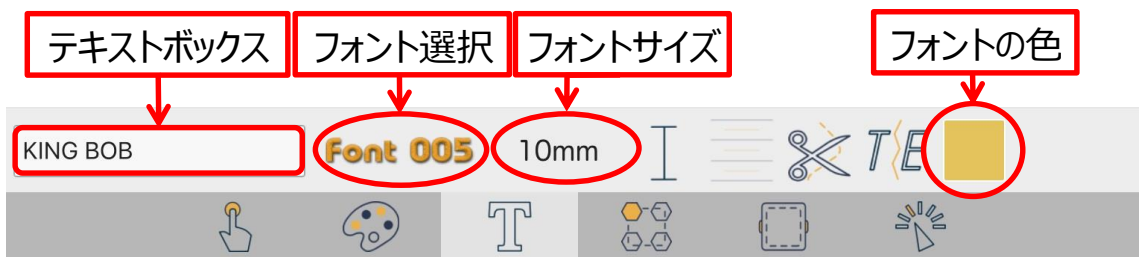 テキストボックス
フォント選択
フォントサイズ
フォントの色
KING BOB
Font 005
10mm
T E
T